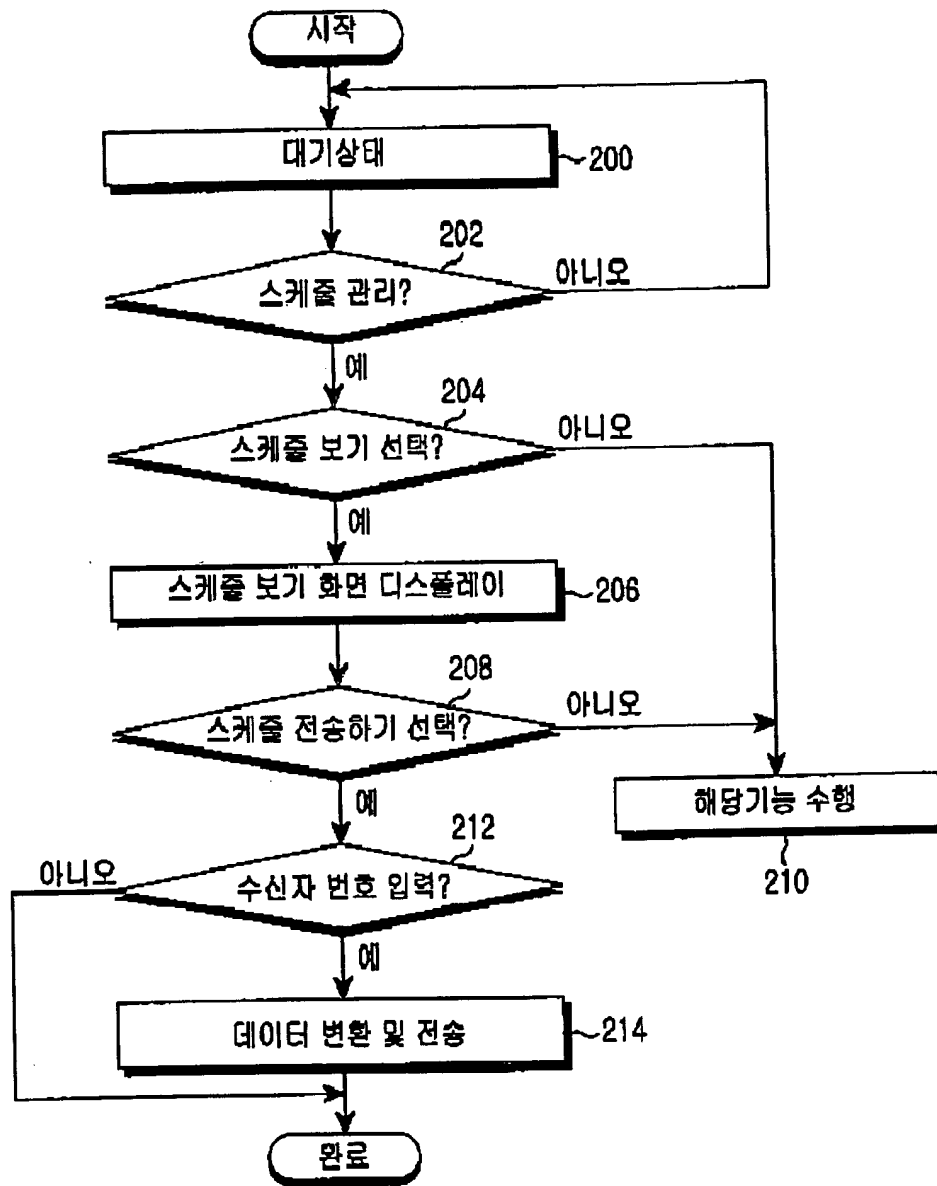 시작
대기상태
200
202
스케줄 관리?
아니오
예
204
스케줄 보기 선택?
아니오
예
스케줄 보기 화면 디스플레이
206
208
스케줄 전송하기 선택?
아니오
예
해당기능 수행
210
212
아니오
수신자 번호 입력?
예
데이터 변환 및 전송
214
완료